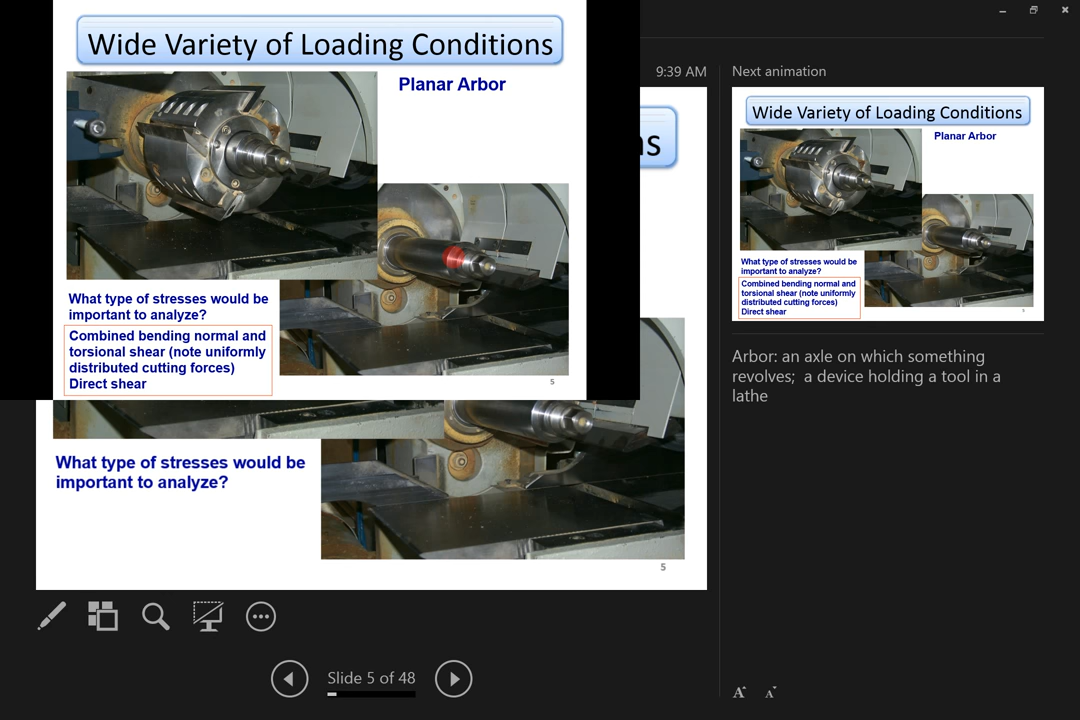 Wide Variety of Loading Conditions
Planar Arbor
What type of stresses would be
important to analyze?
Combined bending normal and
torsional shear (note uniformly
distributed cutting forces)
Direct shear
5
9:39 AM
ns
What type of stresses would be
important to analyze?
5
Slide 5 of 48
Next animation
Wide Variety of Loading Conditions
Planar Arbor
What type of stresses would be
important to analyze?
Combined bending normal and
torsional shear (note uniformly
distributed cutting forces)
Direct shear
5
Arbor: an axle on which something
revolves;  a device holding a tool in a
lathe
A
A